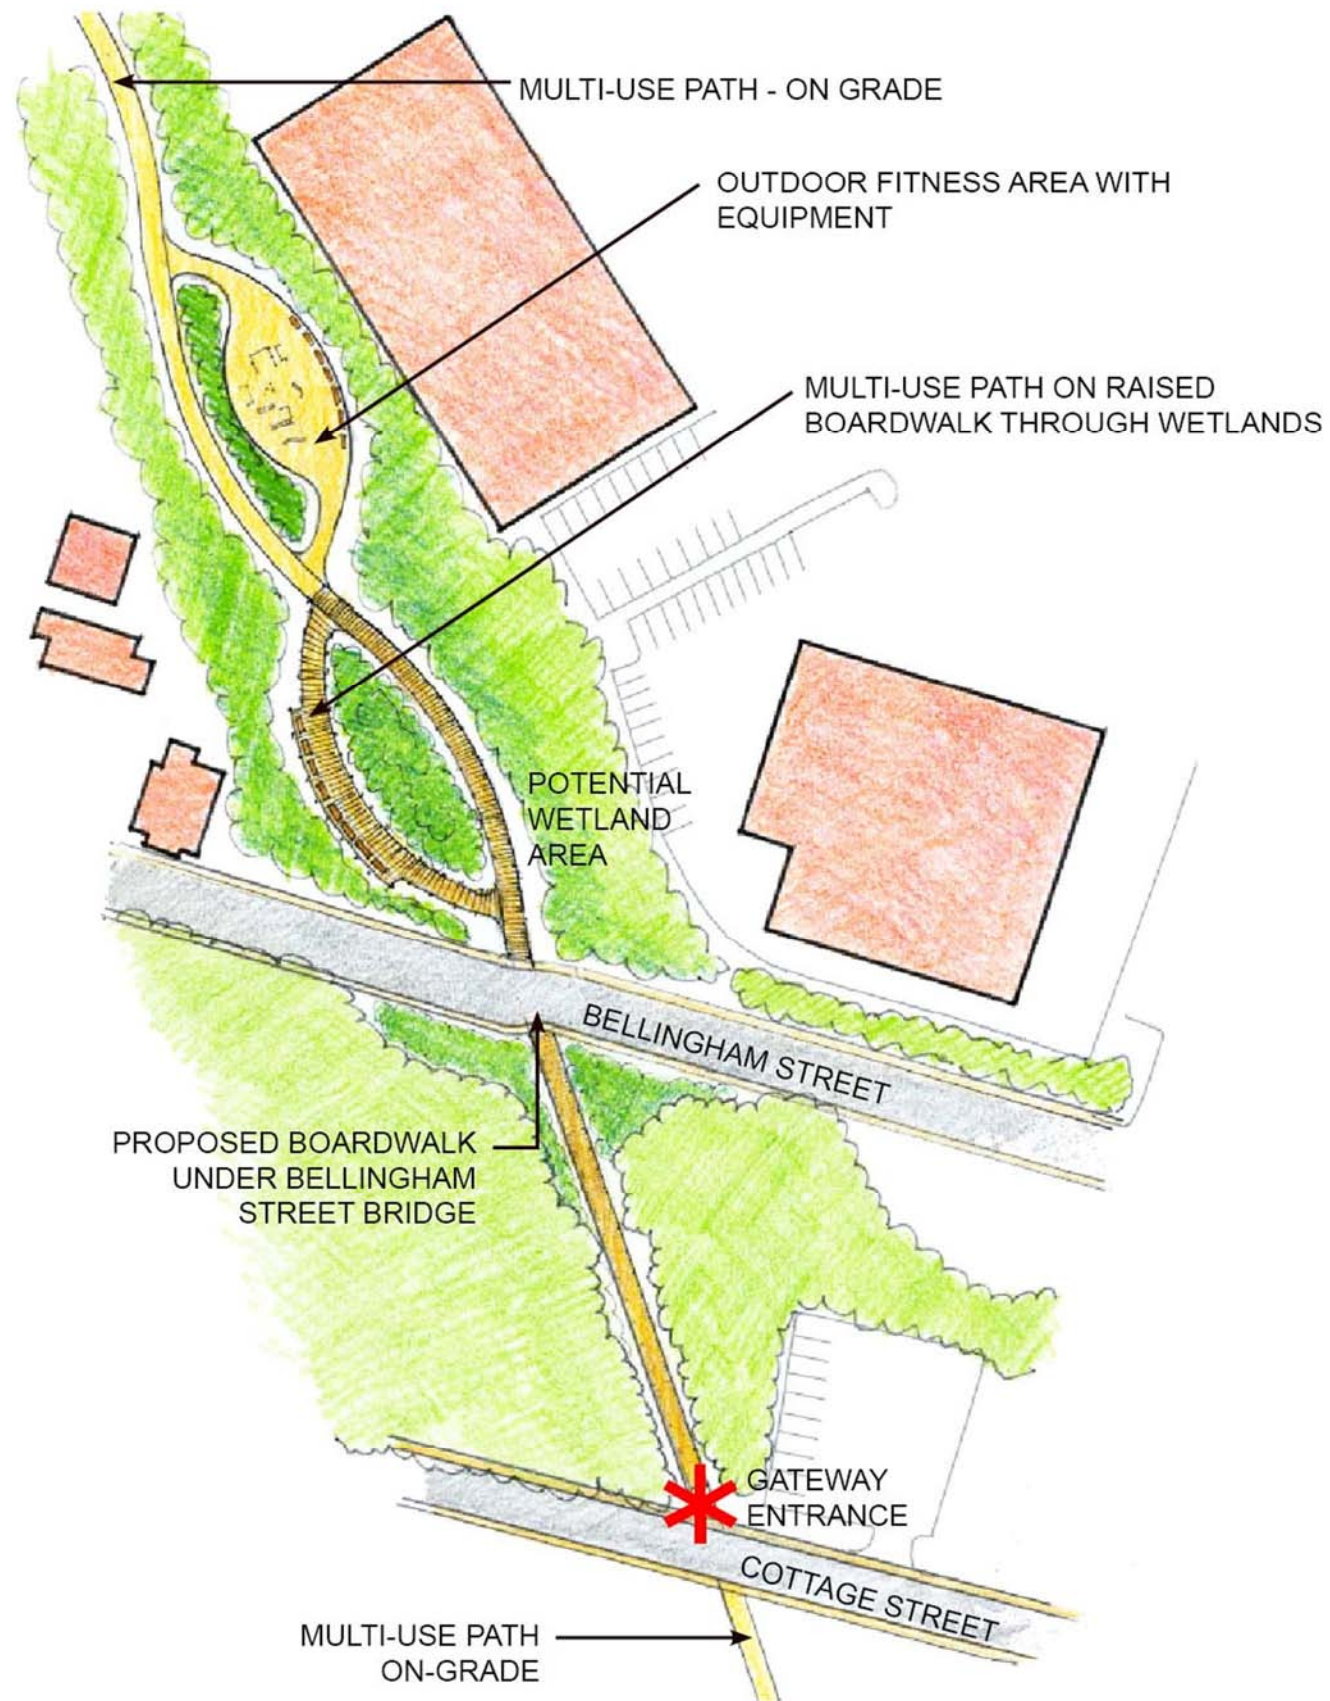 MULTI-USE PATH - ON GRADE
OUTDOOR FITNESS AREA WITH
EQUIPMENT
MULTI-USE PATH ON RAISED
BOARDWALK THROUGH WETLANDS
POTENTIAL
WETLAND
AREA
BELLINGHAM STREET
PROPOSED BOARDWALK
UNDER BELLINGHAM
STREET BRIDGE
GATEWAY
ENTRANCE
COTTAGE STREET
MULTI-USE PATH
ON-GRADE